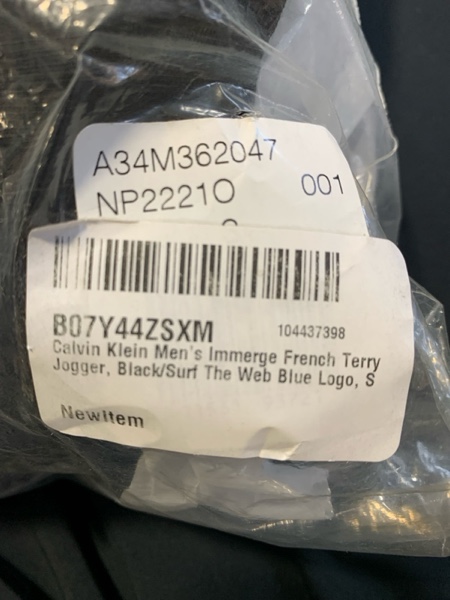 A34M362047
NP2221O 001
B07Y44ZSXM 104437398
Calvin Klein Men's Immerge French Terry
Jogger, Black/Surf The Web Blue Logo, S
NewItem